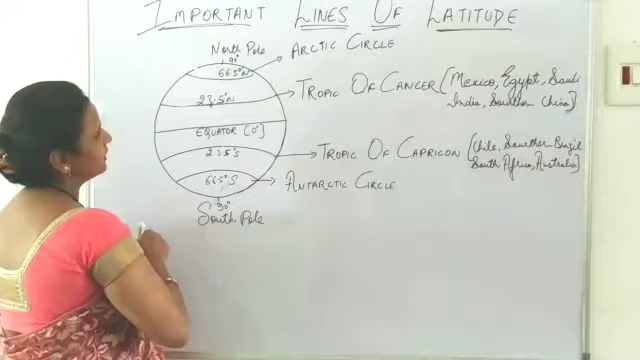 IMPORTANT LINES OF LATITUDE
North Pole
90°
ARCTIC CIRCLE
66.5°N
TROPIC OF CANCER (Mexico, Egypt, Saudi
India, Southern China)
23.5°N
EQUATOR (0°)
23.5°S
TROPIC OF CAPRICON (Chile, Southern Brazil
South Africa, Australia)
66.5°S
ANTARCTIC CIRCLE
90°
South Pole